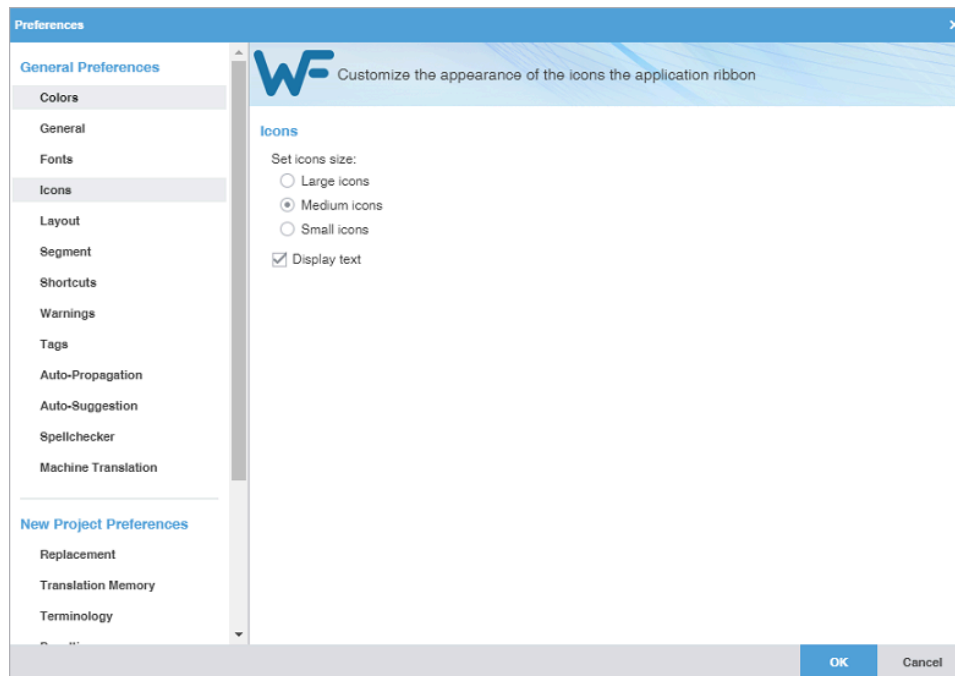 Preferences
General Preferences
Colors
General
Fonts
Icons
Layout
Segment
Shortcuts
Warnings
Tags
Auto-Propagation
Auto-Suggestion
Spellchecker
Machine Translation
New Project Preferences
Replacement
Translation Memory
Terminology
WF
Customize the appearance of the icons the application ribbon
Icons
Set icons size:
Large icons
Medium icons
Small icons
Display text
OK Cancel